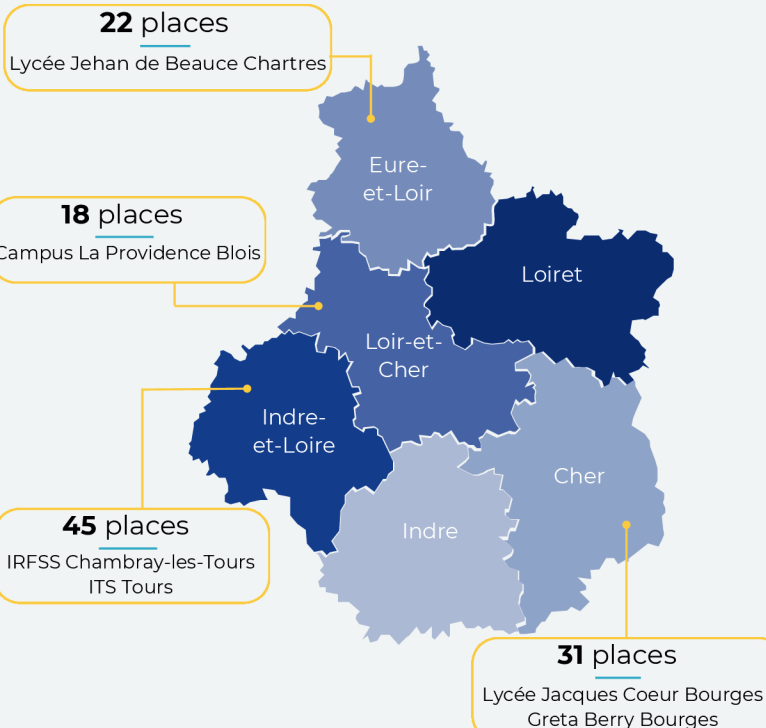 22 places
Lycée Jehan de Beauce Chartres
Eure-
et-Loir
18 places
Campus La Providence Blois
Loiret
Loir-et-
Cher
Indre-
et-Loire
Cher
Indre
45 places
IRFSS Chambray-les-Tours
ITS Tours
31 places
Lycée Jacques Coeur Bourges
Greta Berry Bourges